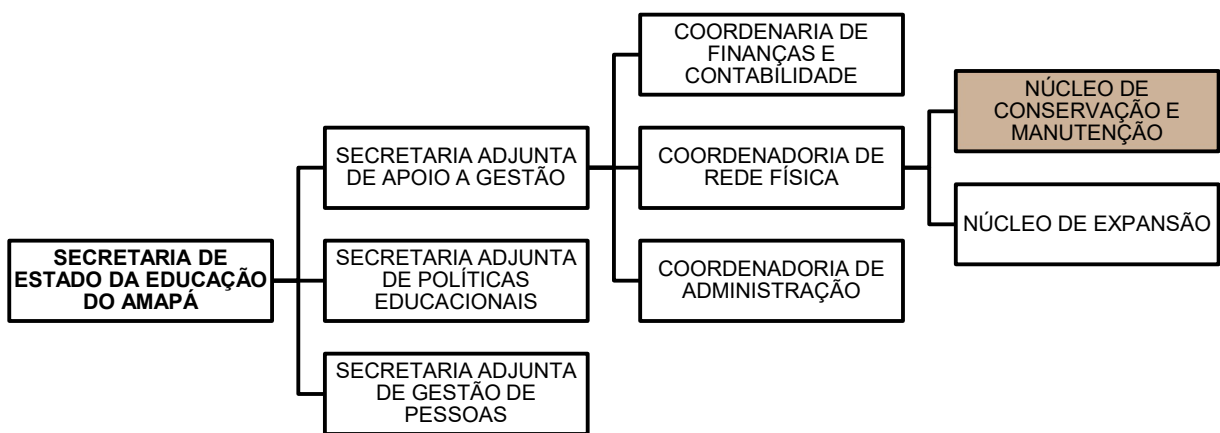 SECRETARIA DE
ESTADO DA EDUCAÇÃO
DO AMAPÁ
SECRETARIA ADJUNTA
DE APOIO A GESTÃO
SECRETARIA ADJUNTA
DE POLÍTICAS
EDUCACIONAIS
SECRETARIA ADJUNTA
DE GESTÃO DE
PESSOAS
COORDENARIA DE
FINANÇAS E
CONTABILIDADE
COORDENADORIA DE
REDE FÍSICA
COORDENADORIA DE
ADMINISTRAÇÃO
NÚCLEO DE
CONSERVAÇÃO E
MANUTENÇÃO
NÚCLEO DE EXPANSÃO